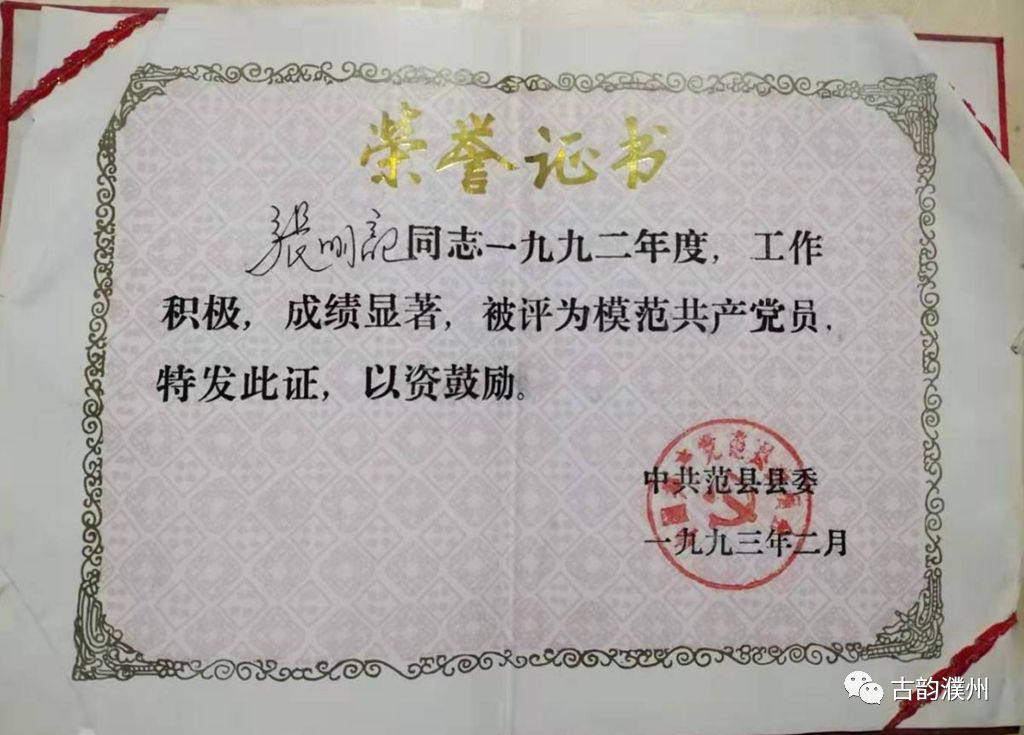 荣誉证书
张明记同志一九九二年度，工作
积极，成绩显著，被评为模范共产党员，
特发此证，以资鼓励。
中共范县县委
一九九三年二月
古韵濮州